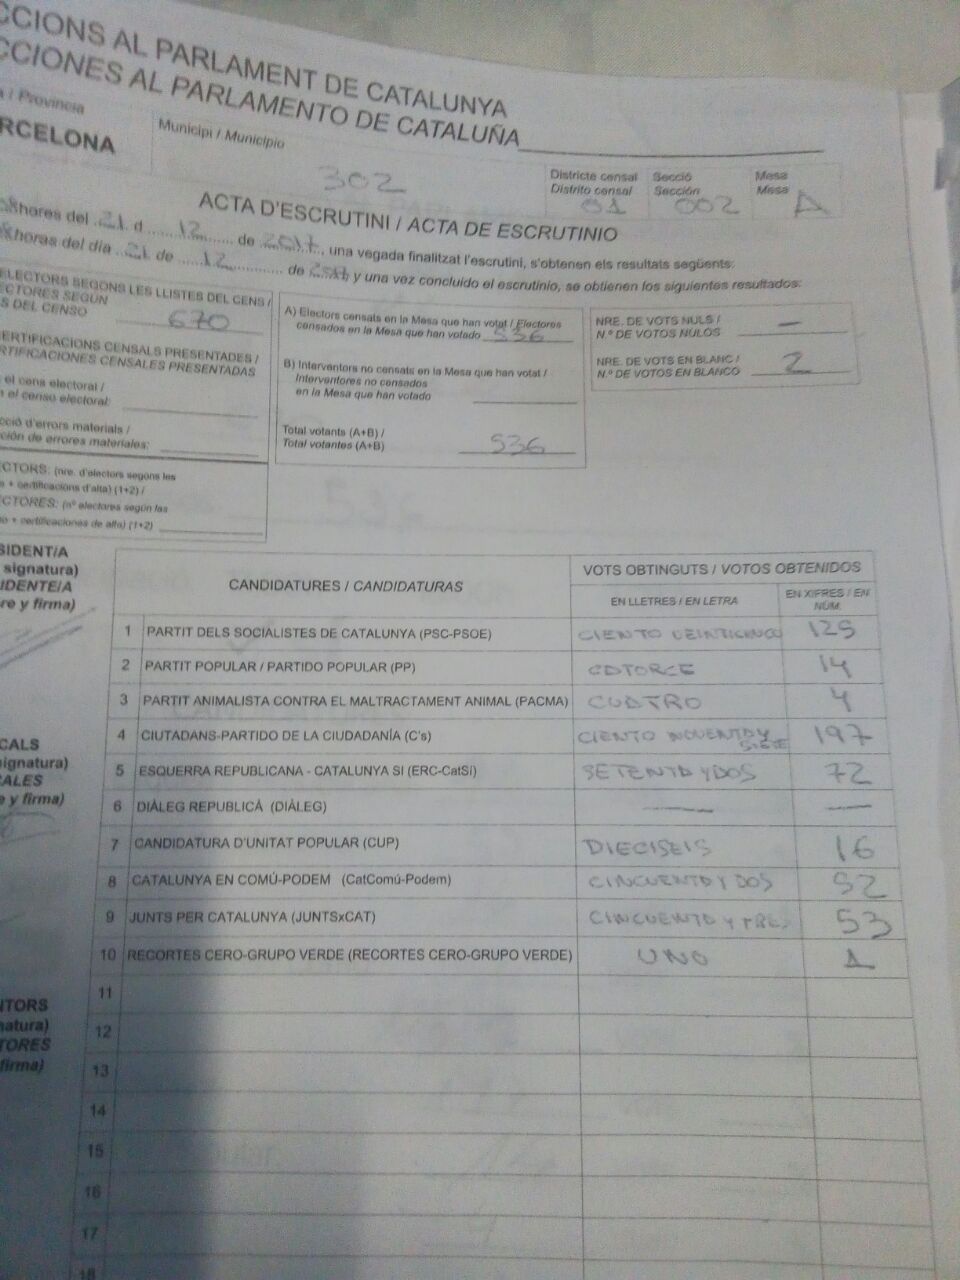 CCIONS AL PARLAMENT DE CATALUNYA
CCIONES AL PARLAMENTO DE CATALUÑA
a / Provincia
RCELONA
Municipi / Municipio
302
Districte censal
Distrito censal
01
Secció
Sección
002
Mesa
Mesa
A
ACTA D'ESCRUTINI / ACTA DE ESCRUTINIO
hores del 21 d 12 de 2017, una vegada finalitzat l'escrutini, s'obtenen els resultats següents:
horas del día 21 de 12 de 2017, y una vez concluido el escrutinio, se obtienen los siguientes resultados:
ELECTORS SEGONS LES LLISTES DEL CENS /
ECTORES SEGÚN
S DEL CENSO
670
ERTIFICACIONS CENSALS PRESENTADES /
RTIFICACIONES CENSALES PRESENTADAS
el cens electoral /
n el censo electoral:
cció d'errors materials /
ción de errores materiales:
CTORS: (nre. d'electors segons les
s + certificacions d'alta) (1+2) /
CTORES: (nº electores según las
o + certificaciones de alta) (1+2)
A) Electors censats en la Mesa que han votat / Electores
censados en la Mesa que han votado 536
B) Interventors no censats en la Mesa que han votat /
Interventores no censados
en la Mesa que han votado
Total votants (A+B) /
Total votantes (A+B) 536
NRE. DE VOTS NULS /
N.º DE VOTOS NULOS —
NRE. DE VOTS EN BLANC /
N.º DE VOTOS EN BLANCO 2
SIDENT/A
signatura)
IDENTE/A
re y firma)
CALS
signatura)
ALES
e y firma)
NTORS
natura)
TORES
firma)
CANDIDATURES / CANDIDATURAS
VOTS OBTINGUTS / VOTOS OBTENIDOS
EN LLETRES / EN LETRA
EN XIFRES / EN NÚM.
1 PARTIT DELS SOCIALISTES DE CATALUNYA (PSC-PSOE) CIENTO VEINTICINCO 125
2 PARTIT POPULAR / PARTIDO POPULAR (PP) CATORCE 14
3 PARTIT ANIMALISTA CONTRA EL MALTRACTAMENT ANIMAL (PACMA) CUATRO 4
4 CIUTADANS-PARTIDO DE LA CIUDADANÍA (C's) CIENTO NOVENTA Y SIETE 197
5 ESQUERRA REPUBLICANA - CATALUNYA SI (ERC-CatSí) SETENTA Y DOS 72
6 DIÀLEG REPUBLICÀ (DIÀLEG) — —
7 CANDIDATURA D'UNITAT POPULAR (CUP) DIECISEIS 16
8 CATALUNYA EN COMÚ-PODEM (CatComú-Podem) CINCUENTA Y DOS 52
9 JUNTS PER CATALUNYA (JUNTSxCAT) CINCUENTA Y TRES 53
10 RECORTES CERO-GRUPO VERDE (RECORTES CERO-GRUPO VERDE) UNO 1
11
12
13
14
15
16
17
18